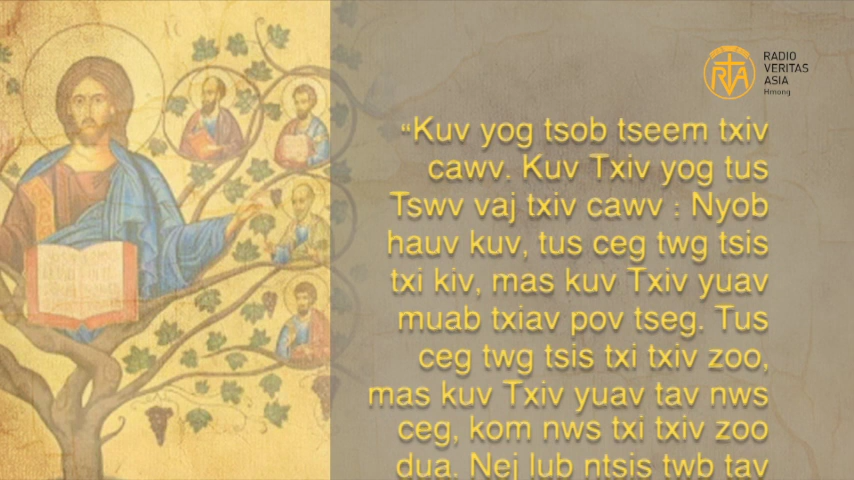 RADIO
VERITAS
ASIA
Hmong
“Kuv yog tsob tseem txiv
cawv. Kuv Txiv yog tus
Tswv vaj txiv cawv : Nyob
hauv kuv, tus ceg twg tsis
txi kiv, mas kuv Txiv yuav
muab txiav pov tseg. Tus
ceg twg tsis txi txiv zoo,
mas kuv Txiv yuav tav nws
ceg, kom nws txi txiv zoo
dua. Nej lub ntsis twb tav